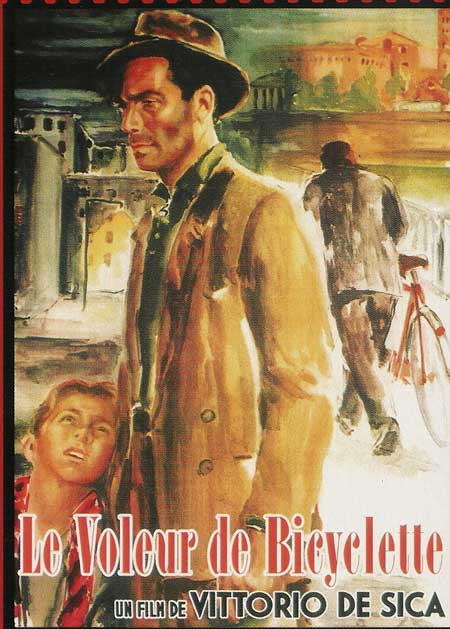 Le Voleur de Bicyclette
UN FILM DE VITTORIO DE SICA